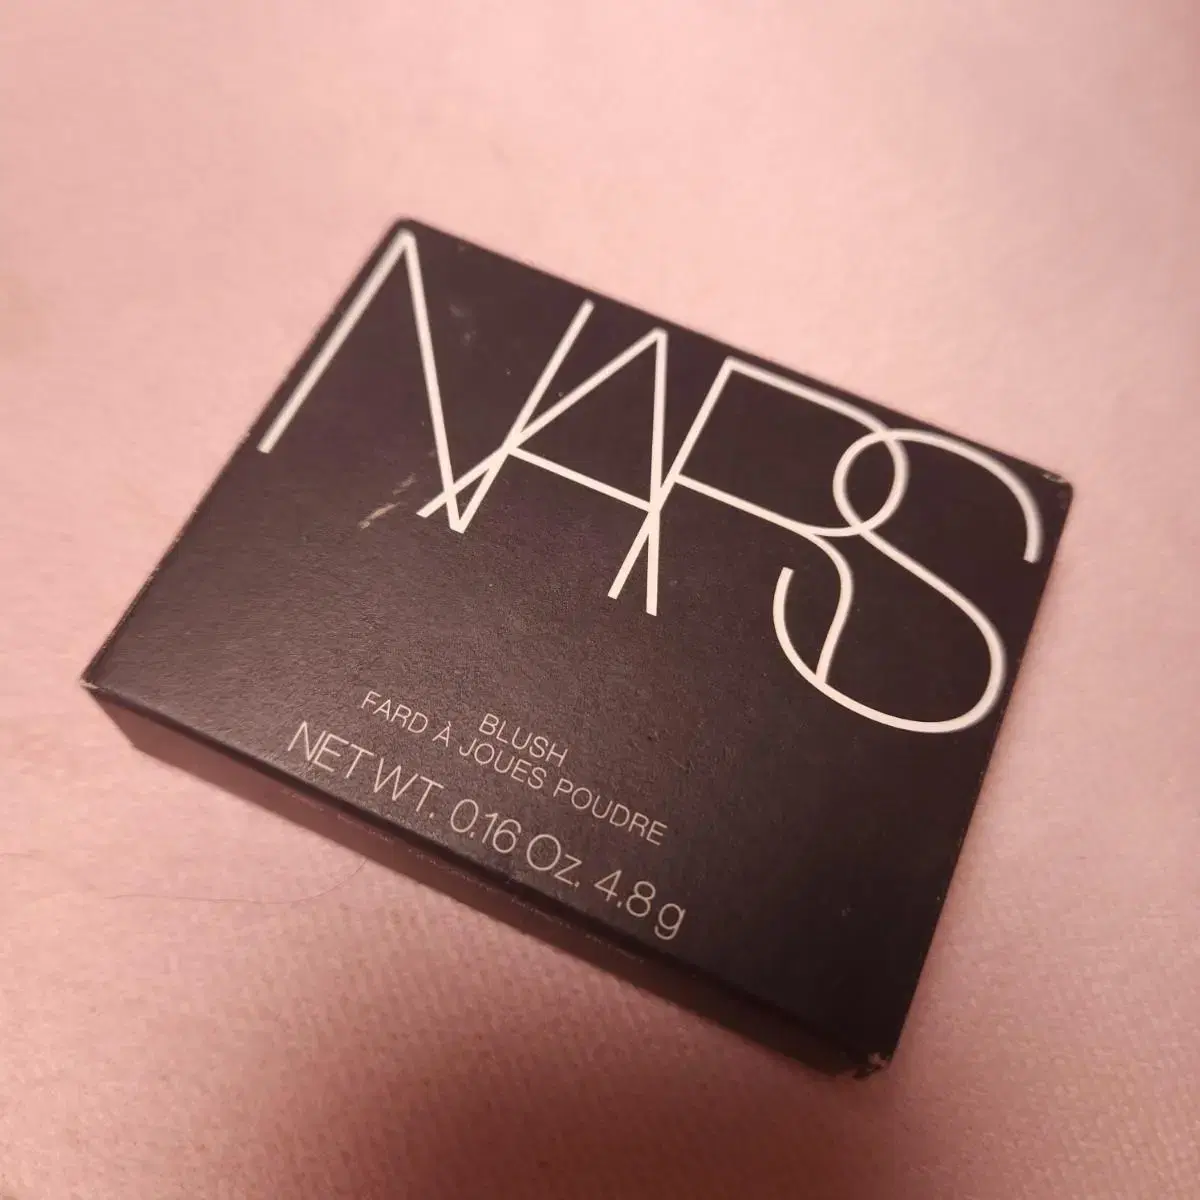 NARS
BLUSH
FARD À JOUES POUDRE
NET WT. 0.16 Oz. 4.8 g